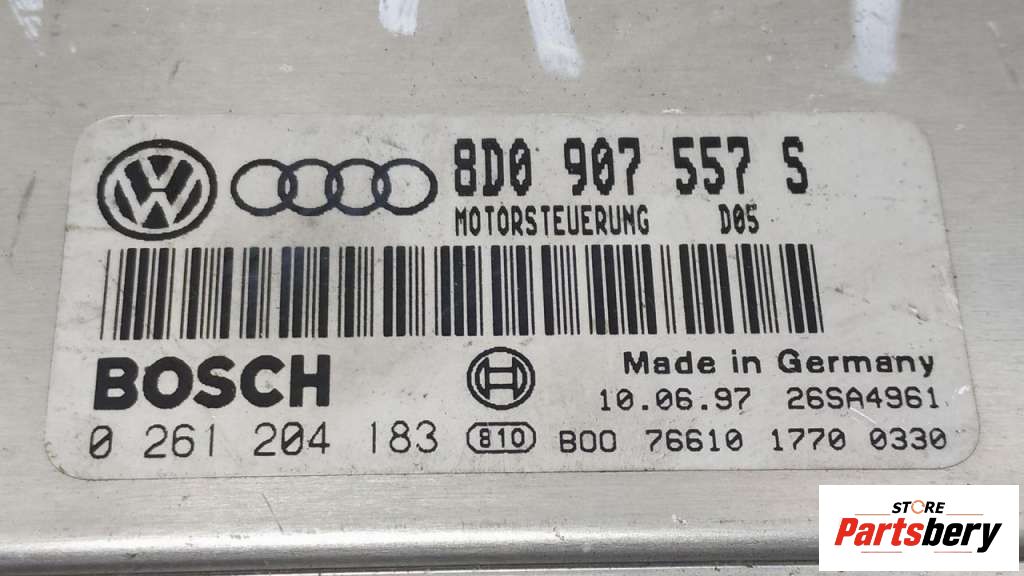 8D0 907 557 S
MOTORSTEUERUNG D05
BOSCH
Made in Germany
10.06.97 26SA4961
0 261 204 183 810 B00 76610 1770 0330
STORE
Partsbery